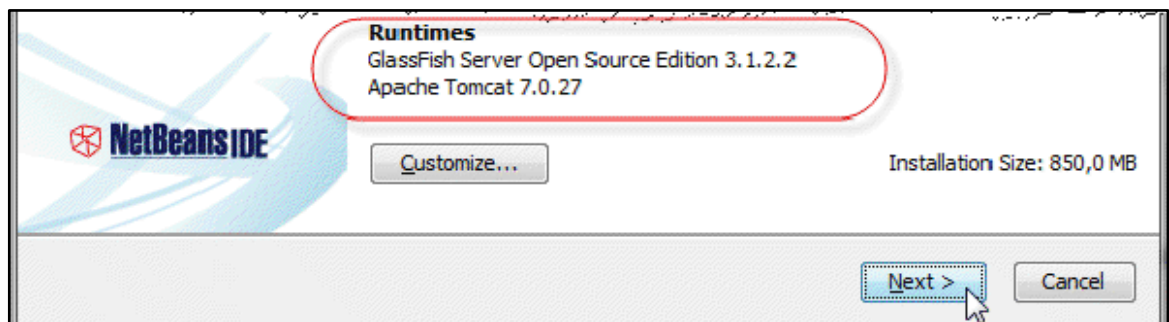 Runtimes
GlassFish Server Open Source Edition 3.1.2.2
Apache Tomcat 7.0.27
NetBeans IDE
Customize...
Installation Size: 850,0 MB
Next >
Cancel